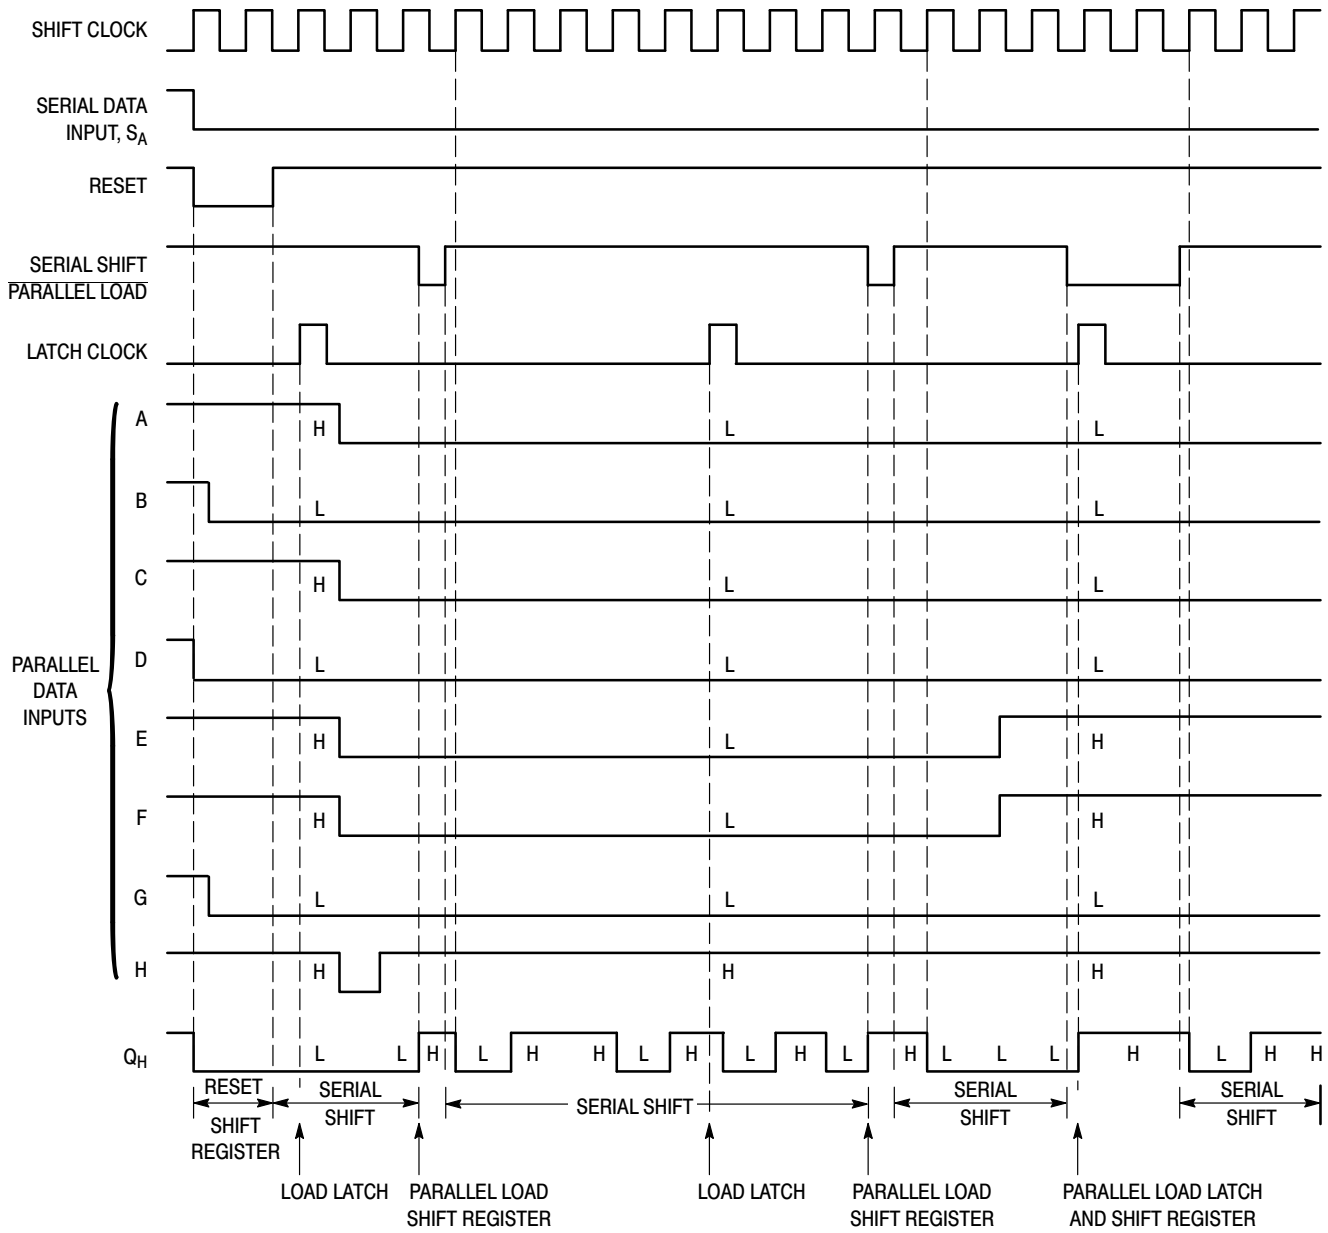 SHIFT CLOCK
SERIAL DATA
INPUT, SA
RESET
SERIAL SHIFT
PARALLEL LOAD
LATCH CLOCK
A H L L
B L L L
C H L L
D L L L
PARALLEL
DATA
INPUTS
E H L H
F H L H
G L L L
H H H H
QH L L H L H H L H L H L H L L L H L H H
RESET SERIAL SERIAL SHIFT SERIAL SERIAL
SHIFT SHIFT SHIFT SHIFT
REGISTER
LOAD LATCH PARALLEL LOAD LOAD LATCH PARALLEL LOAD PARALLEL LOAD LATCH
SHIFT REGISTER SHIFT REGISTER AND SHIFT REGISTER